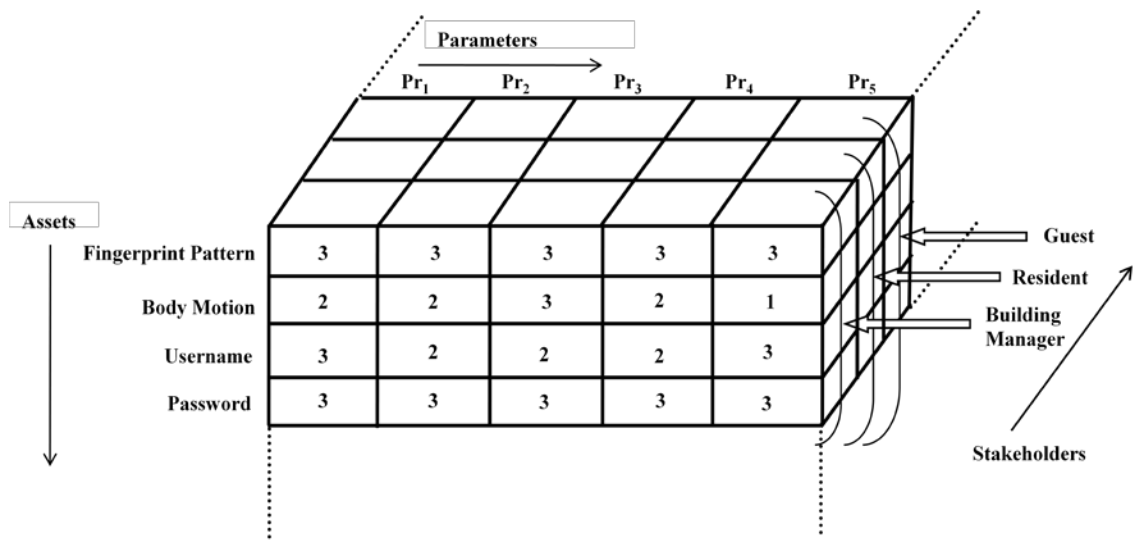 Parameters
Pr₁ Pr₂ Pr₃ Pr₄ Pr₅
Assets
Fingerprint Pattern 3 3 3 3 3
Body Motion 2 2 3 2 1
Username 3 2 2 2 3
Password 3 3 3 3 3
Guest
Resident
Building
Manager
Stakeholders